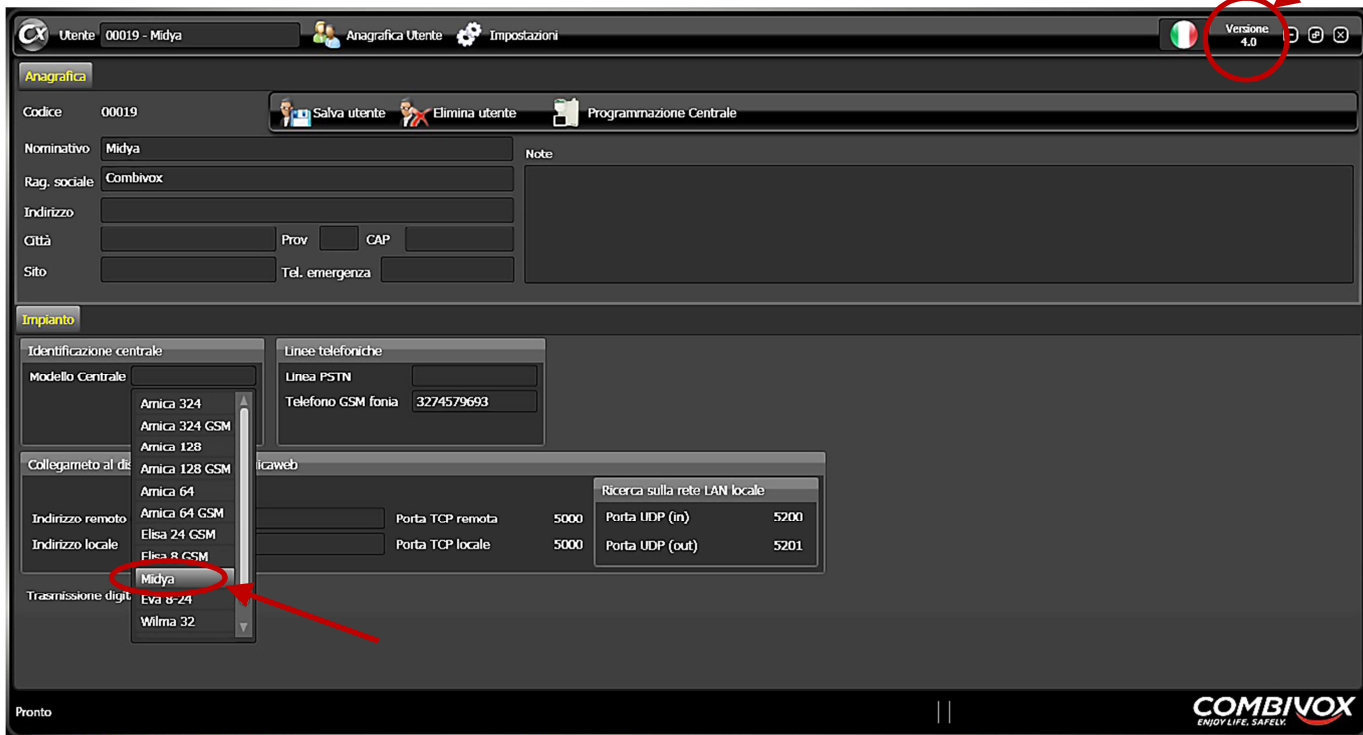 CX Utente 00019 - Midya Anagrafica Utente Impostazioni Versione 4.0
Anagrafica
Codice 00019 Salva utente Elimina utente Programmazione Centrale
Nominativo Midya Note
Rag. sociale Combivox
Indirizzo
Città Prov CAP
Sito Tel. emergenza
Impianto
Identificazione centrale Linee telefoniche
Modello Centrale Linea PSTN
Amica 324 Telefono GSM fonia 3274579693
Amica 324 GSM
Amica 128
Collegameto al dis Amica 128 GSM icaweb
Amica 64 Ricerca sulla rete LAN locale
Indirizzo remoto Amica 64 GSM Porta TCP remota 5000 Porta UDP (in) 5200
Elisa 24 GSM
Indirizzo locale Porta TCP locale 5000 Porta UDP (out) 5201
Elisa 8 GSM
Midya
Trasmissione digit Eva 8-24
Wilma 32
Pronto
COMBIVOX
ENJOY LIFE, SAFELY.